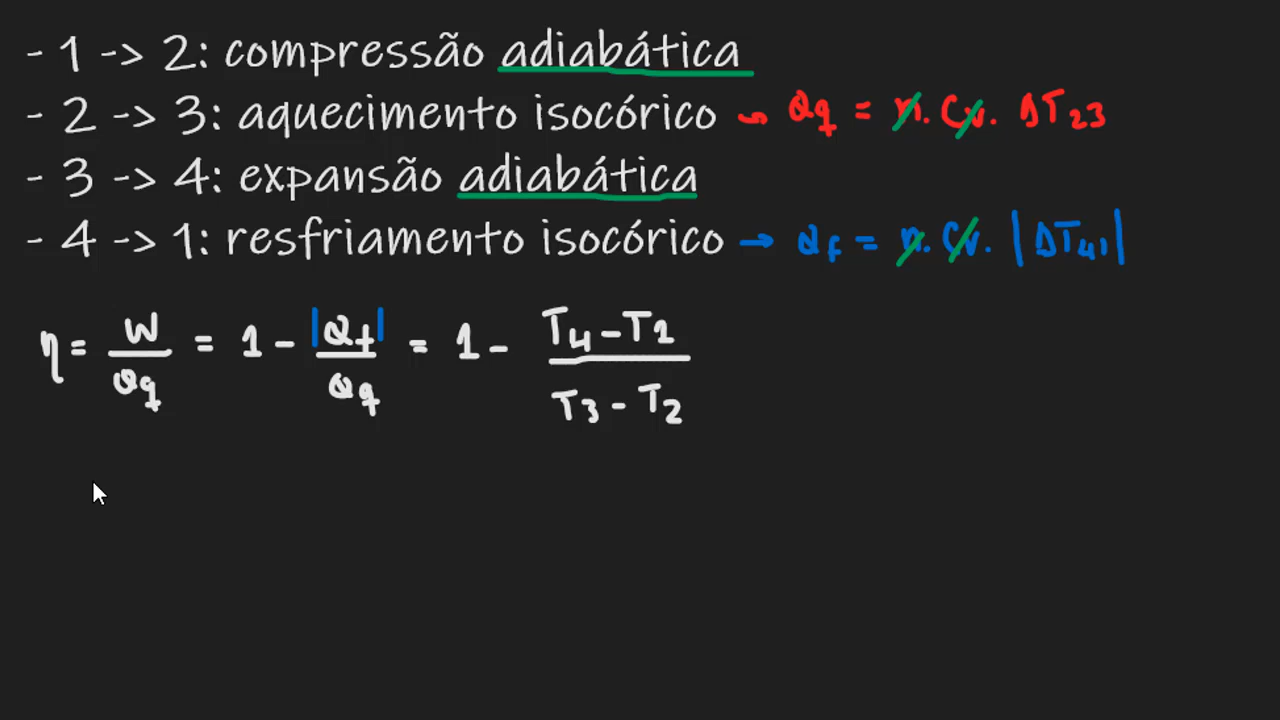 - 1 -> 2: compressão adiabática
- 2 -> 3: aquecimento isocórico → Qq = n. Cv. ΔT23
- 3 -> 4: expansão adiabática
- 4 -> 1: resfriamento isocórico → Qf = n. Cv. |ΔT41|
η = W/Qq = 1 - |Qf|/Qq = 1 - (T4 - T1)/(T3 - T2)